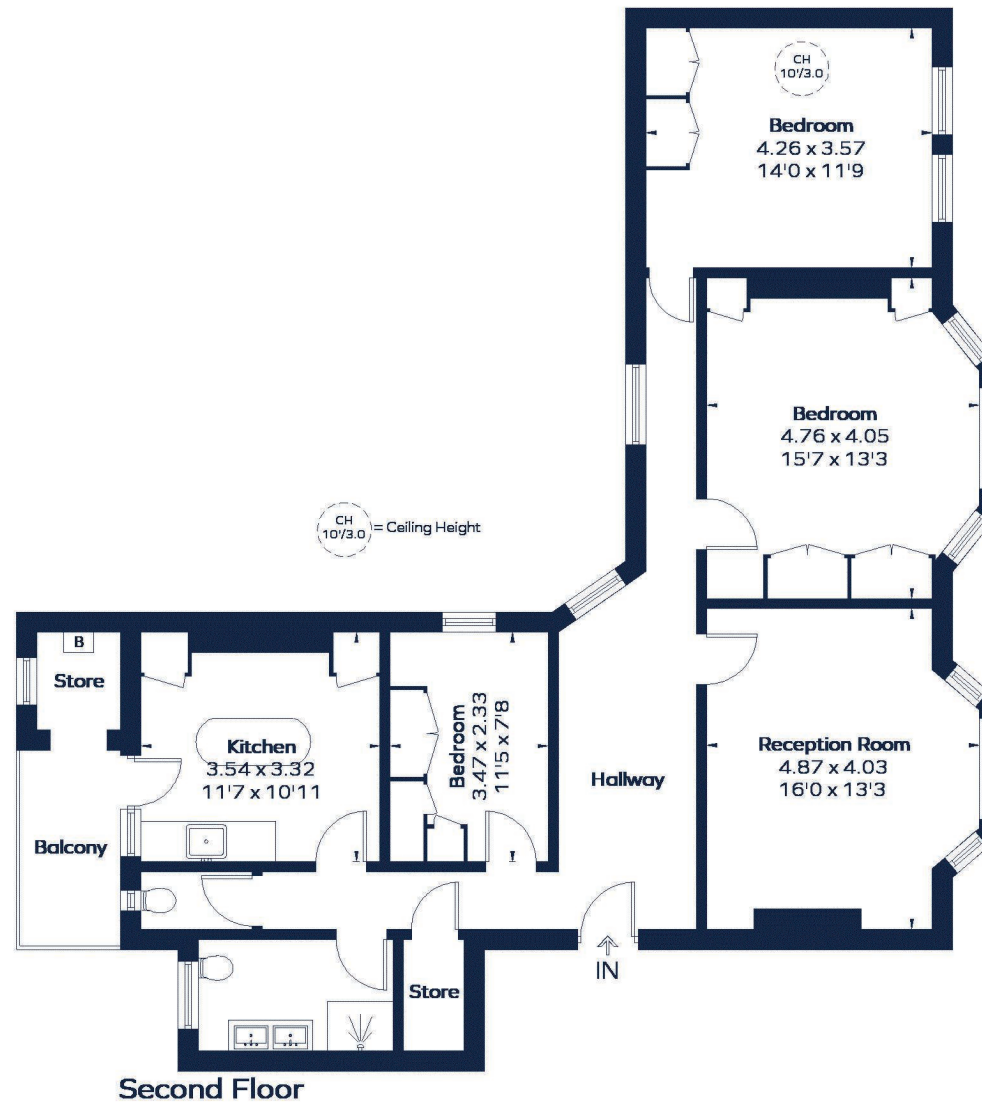 CH
10'/3.0
Bedroom
4.26 x 3.57
14'0 x 11'9
Bedroom
4.76 x 4.05
15'7 x 13'3
CH
10'/3.0
= Ceiling Height
B
Store
Kitchen
3.54 x 3.32
11'7 x 10'11
Bedroom
3.47 x 2.33
11'5 x 7'8
Hallway
Reception Room
4.87 x 4.03
16'0 x 13'3
Balcony
IN
Store
Second Floor